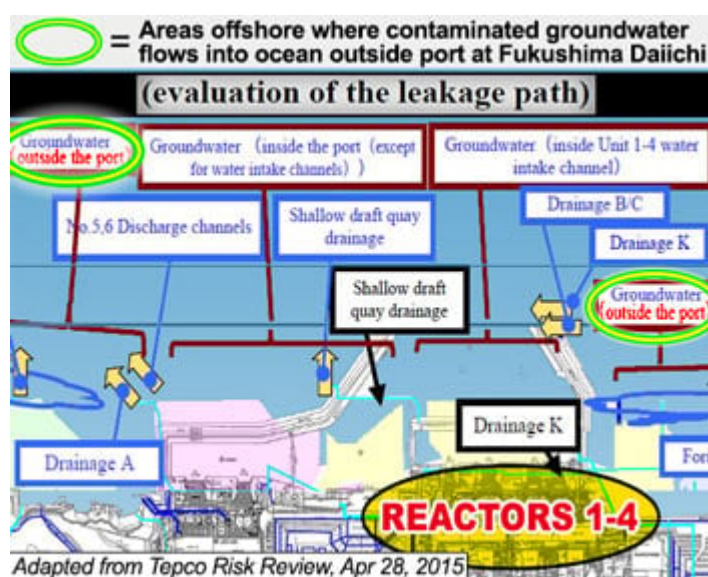 = Areas offshore where contaminated groundwater
flows into ocean outside port at Fukushima Daiichi
(evaluation of the leakage path)
Groundwater
(outside the port)
Groundwater (inside the port (except
for water intake channels) )
Groundwater (inside Unit 1-4 water
intake channel)
No.5,6 Discharge channels
Shallow draft quay
drainage
Drainage B/C
Drainage K
Shallow draft
quay drainage
Groundwater
(outside the port)
Drainage A
Drainage K
REACTORS 1-4
Adapted from Tepco Risk Review, Apr 28, 2015